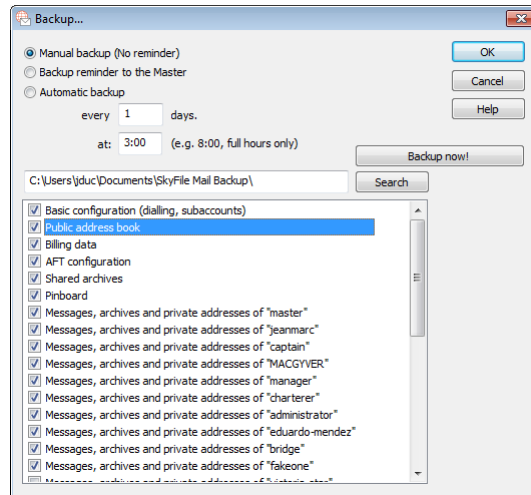 Backup...
Manual backup (No reminder)
OK
Backup reminder to the Master
Cancel
Automatic backup
every 1 days.
Help
at: 3:00 (e.g. 8:00, full hours only)
Backup now!
C:\Users\jduc\Documents\SkyFile Mail Backup\
Search
Basic configuration (dialling, subaccounts)
Public address book
Billing data
AFT configuration
Shared archives
Pinboard
Messages, archives and private addresses of "master"
Messages, archives and private addresses of "jeanmarc"
Messages, archives and private addresses of "captain"
Messages, archives and private addresses of "MACGYVER"
Messages, archives and private addresses of "manager"
Messages, archives and private addresses of "charterer"
Messages, archives and private addresses of "administrator"
Messages, archives and private addresses of "eduardo-mendez"
Messages, archives and private addresses of "bridge"
Messages, archives and private addresses of "fakeone"
Messages, archives and private addresses of